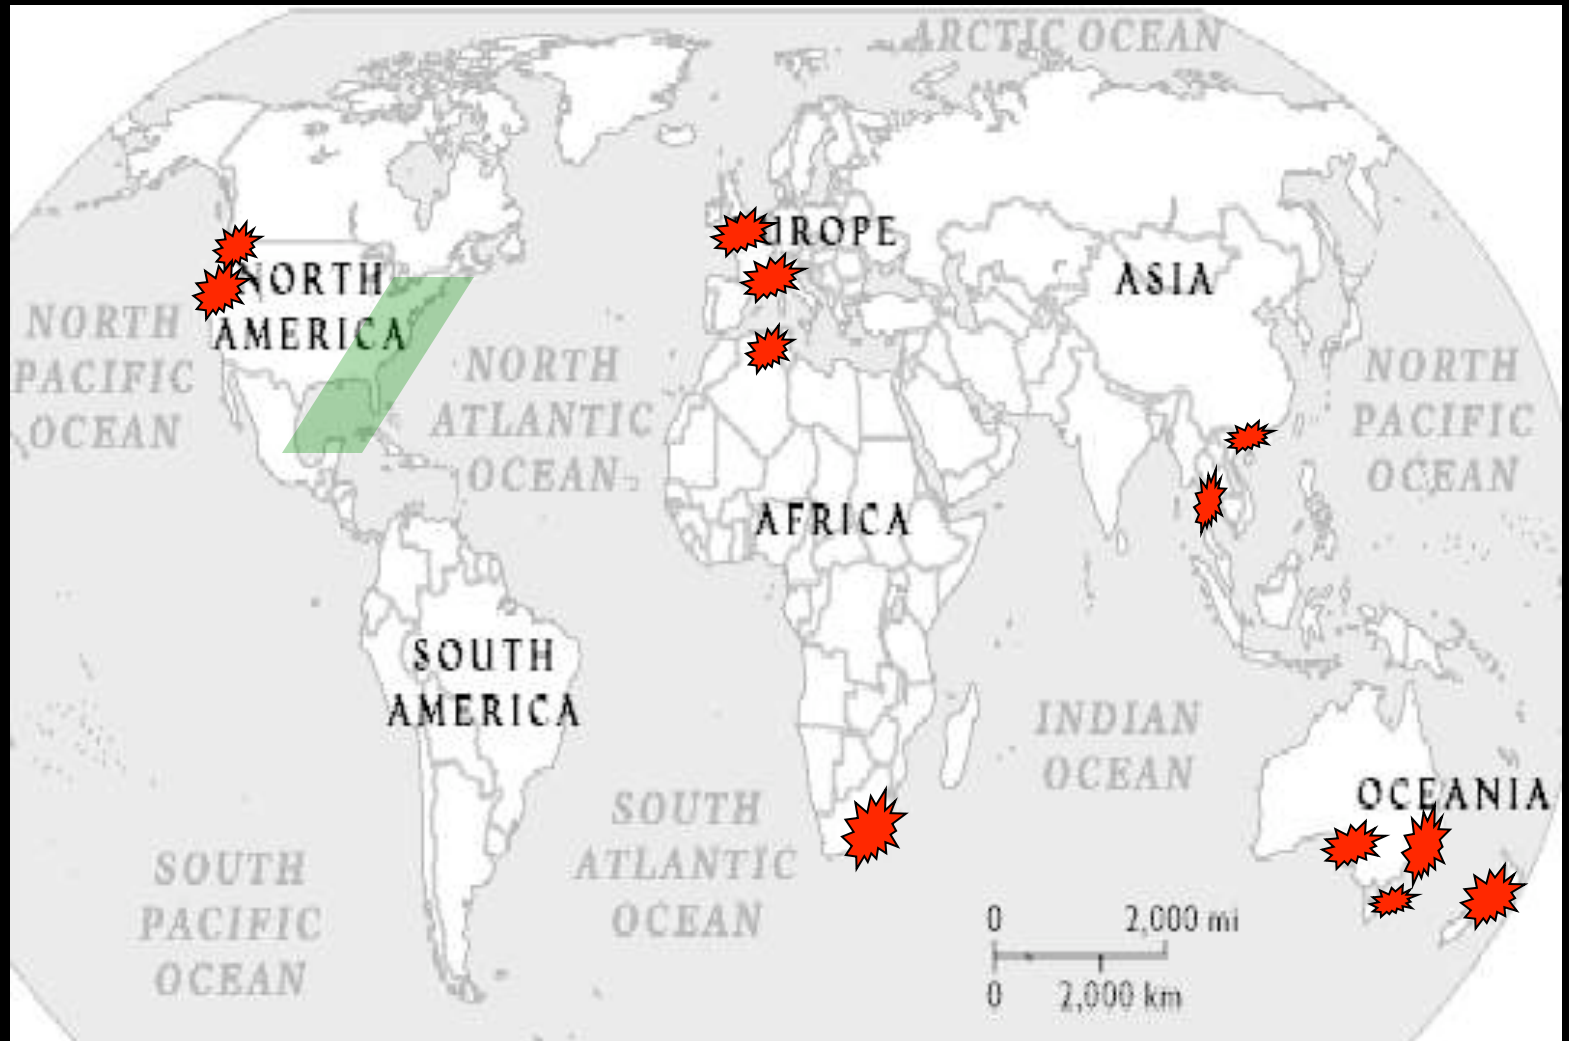 ARCTIC OCEAN
EUROPE
NORTH
AMERICA
ASIA
NORTH
PACIFIC
OCEAN
NORTH
ATLANTIC
OCEAN
NORTH
PACIFIC
OCEAN
AFRICA
SOUTH
AMERICA
INDIAN
OCEAN
OCEANIA
SOUTH
ATLANTIC
OCEAN
SOUTH
PACIFIC
OCEAN
0 2,000 mi
0 2,000 km